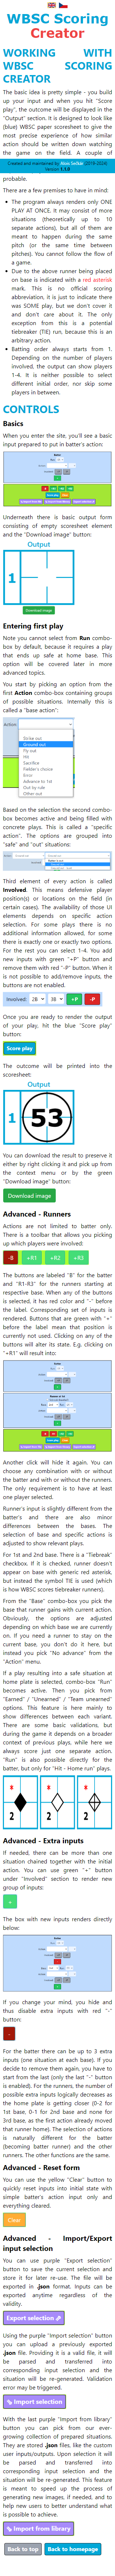 WBSC Scoring
Creator
WORKING WITH
WBSC SCORING
CREATOR
The basic idea is pretty simple - you build
up your input and when you hit "Score
play", the outcome will be displayed in the
"Output" section. It is designed to look like
(blue) WBSC paper scoresheet to give the
most precise experience of how similar
action should be written when watching
the game on the field. A couple of
Created and maintained by
Version 1.1.0.
probable.
There are a few premises to have in mind:
The program always renders only ONE
PLAY AT ONCE. It may consist of more
situations (theoretically up to 10
separate actions), but all of them are
meant to happen during the same
pitch (or the same time between
pitches). You cannot follow the flow of
a game.
Due to the above runner being placed
on base is indicated with a red asterisk
mark. This is no official scoring
abbreviation, it is just to indicate there
was SOME play, but we don't cover it
and don't care about it. The only
exception from this is a potential
tiebreaker (TIE) run, because this is an
arbitrary action.
Batting order always starts from 1.
Depending on the number of players
involved, the output can show slots
1-4. It is neither possible to select
different initial order, nor skip some
players in between.
CONTROLS
Basics
When you enter the site, you'll see a basic
input prepared to put in batter's action:
Underneath there is basic output form
consisting of empty scoresheet element
and the "Download image" button:
Output
1
Download image
Entering first play
Note you cannot select from Run combo-
box by default, because it requires a play
that ends up safe at home base. This
option will be covered later in more
advanced topics.
You start by picking an option from the
the Action combo-box containing groups
of possible situations. Internally this is
called a "base action":
Action:
Strike out
Ground out
Fly out
Hit
Sacrifice
Fielder's choice
Error
Advance to 1st
Out by rule
Other out
Based on the selection the second combo-
box becomes active and being filled with
concrete plays. This is called a "specific
action". The options are grouped into
"safe" and "out" situations:
Third element of every action is called
Involved. This means defensive player
position(s) or the locations on the field (in
certain cases). The availability of those UI
elements depends on specific action
selection. For some plays there is no
additional information allowed, for some
there is exactly one or exactly two options.
For the rest you can select 1-4. You add
new inputs with green "+P" button and
remove them with red "-P" button. When it
is not possible to add/remove inputs, the
buttons are not enabled.
Involved: 2B 3B +P -P
Once you are ready to render the output
of your play, hit the blue "Score play"
button:
Score play
The outcome will be printed into the
scoresheet:
Output
1 53
You can download the result to preserve it
either by right clicking it and pick up from
the context menu or by the green
"Download image" button:
Download image
Advanced - Runners
Actions are not limited to batter only.
There is a toolbar that allows you picking
up which players were involved:
-B +R1 +R2 +R3
The buttons are labeled "B" for the batter
and "R1-R3" for the runners starting at
respective base. When any of the buttons
is selected, it has red color and "-" before
the label. Corresponding set of inputs is
rendered. Buttons that are green with "+"
before the label mean that position is
currently not used. Clicking on any of the
buttons will alter its state. E.g. clicking on
"+R1" will result into:
Another click will hide it again. You can
choose any combination with or without
the batter and with or without the runners.
The only requirement is to have at least
one player selected.
Runner's input is slightly different from the
batter's and there are also minor
differences between the bases. The
selection of base and specific actions is
adjusted to show relevant plays.
For 1st and 2nd base. There is a "Tiebreak"
checkbox. If it is checked, runner doesn't
appear on base with generic red asterisk,
but instead the symbol TIE is used (which
is how WBSC scores batters in extras).
From the "Base" combo-box you pick the
base that runner gains with current action.
Obviously, the options are adjusted
depending on which base we are currently
on. If you need a runner to stay on the
current base, you don't do it here, but
instead you pick "No advance" from the
"Action" menu.
If a play resulting into a safe situation at
home plate is selected, combo-box "Run"
becomes active. Then you pick from
"Earned" / "Unearned" / "Team unearned"
options. This feature is here mainly to
show differences between each variant.
There are some basic validations, but
during the game it depends on a broader
context of previous plays, while here we
always score just one separate action.
"Run" is also possible directly for the
batter, but only for "Hit - Home run" plays.
Advanced - Extra inputs
If needed, there can be more than one
situation chained together with the initial
action. You can use green "+" button
under "Involved" section to render new
group of inputs:
+
The box with new inputs renders directly
below:
If you change your mind, you hide and
thus disable extra inputs with red "-"
button:
-
For the batter there can be up to 3 extra
inputs (one situation at each base). If you
decide to remove them again, you have to
start from the last (only the last "-" button
is enabled). For the runners, the number of
possible extra inputs logically decreases as
the home plate is getting closer (0-2 for
1st base, 0-1 for 2nd base and none for
3rd base, as the first action already moved
that runner home). The selection of actions
is naturally different for the batter
(becoming batter runner) and the other
runners. The other functions are the same.
Advanced - Reset form
You can use the yellow "Clear" button to
quickly reset inputs into initial state with
simple batter's action input only and
everything cleared.
Clear
Advanced - Import/Export
input selection
You can use purple "Export selection"
button to save the current selection and
store it for later re-use. The file will be
exported in .json format. Inputs can be
exported anytime regardless of the
validity.
Export selection
Using the purple "Import selection" button
you can upload a previously exported
.json file. Providing it is a valid file, it will
be parsed and transferred into
corresponding input selection and the
situation will be re-generated. Validation
error may be triggered.
Import selection
With the last purple "Import from library"
button you can pick from our ever-
growing collection of prepared situations.
They are stored .json files, like the custom
user inputs/outputs. Upon selection it will
be parsed and transferred into
corresponding input selection and the
situation will be re-generated. This feature
is meant to speed up the process of
generating new images, if needed, and to
help new users to better understand what
is possible to achieve.
Import from library
Back to top Back to homepage